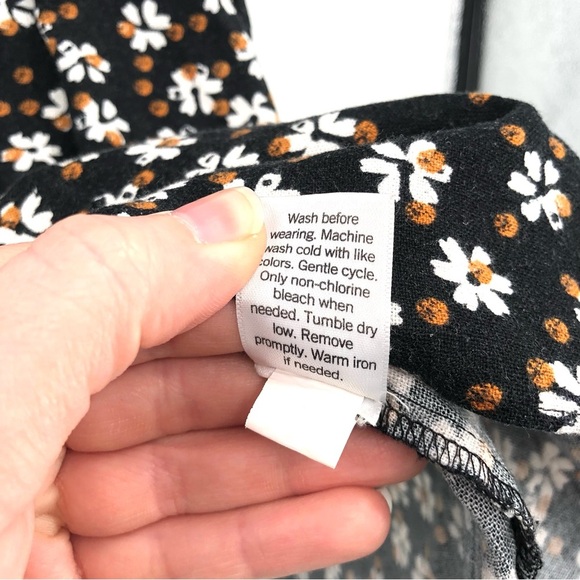 Wash before
wearing. Machine
wash cold with like
colors. Gentle cycle.
Only non-chlorine
bleach when
needed. Tumble dry
low. Remove
promptly. Warm iron
if needed.